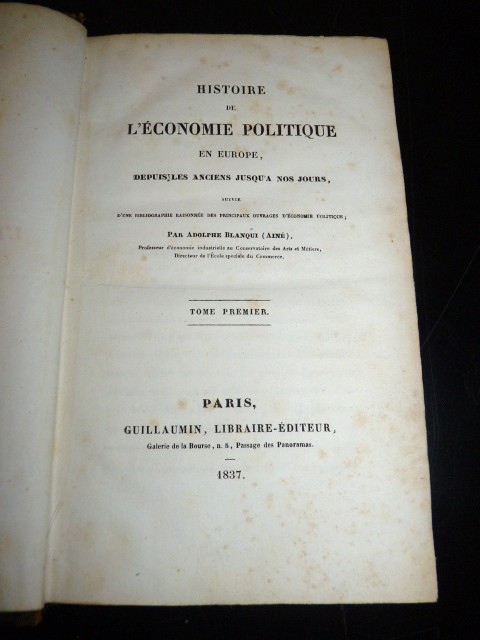 HISTOIRE
DE
L'ÉCONOMIE POLITIQUE
EN EUROPE,
DEPUIS LES ANCIENS JUSQU'A NOS JOURS,
SUIVIE
D'UNE BIBLIOGRAPHIE RAISONNÉE DES PRINCIPAUX OUVRAGES D'ÉCONOMIE POLITIQUE;
PAR ADOLPHE BLANQUI (AINÉ),
Professeur d'économie industrielle au Conservatoire des Arts et Métiers,
Directeur de l'École spéciale du Commerce.
TOME PREMIER.
PARIS,
GUILLAUMIN, LIBRAIRE-ÉDITEUR,
Galerie de la Bourse, n. 5, Passage des Panoramas.
1837.